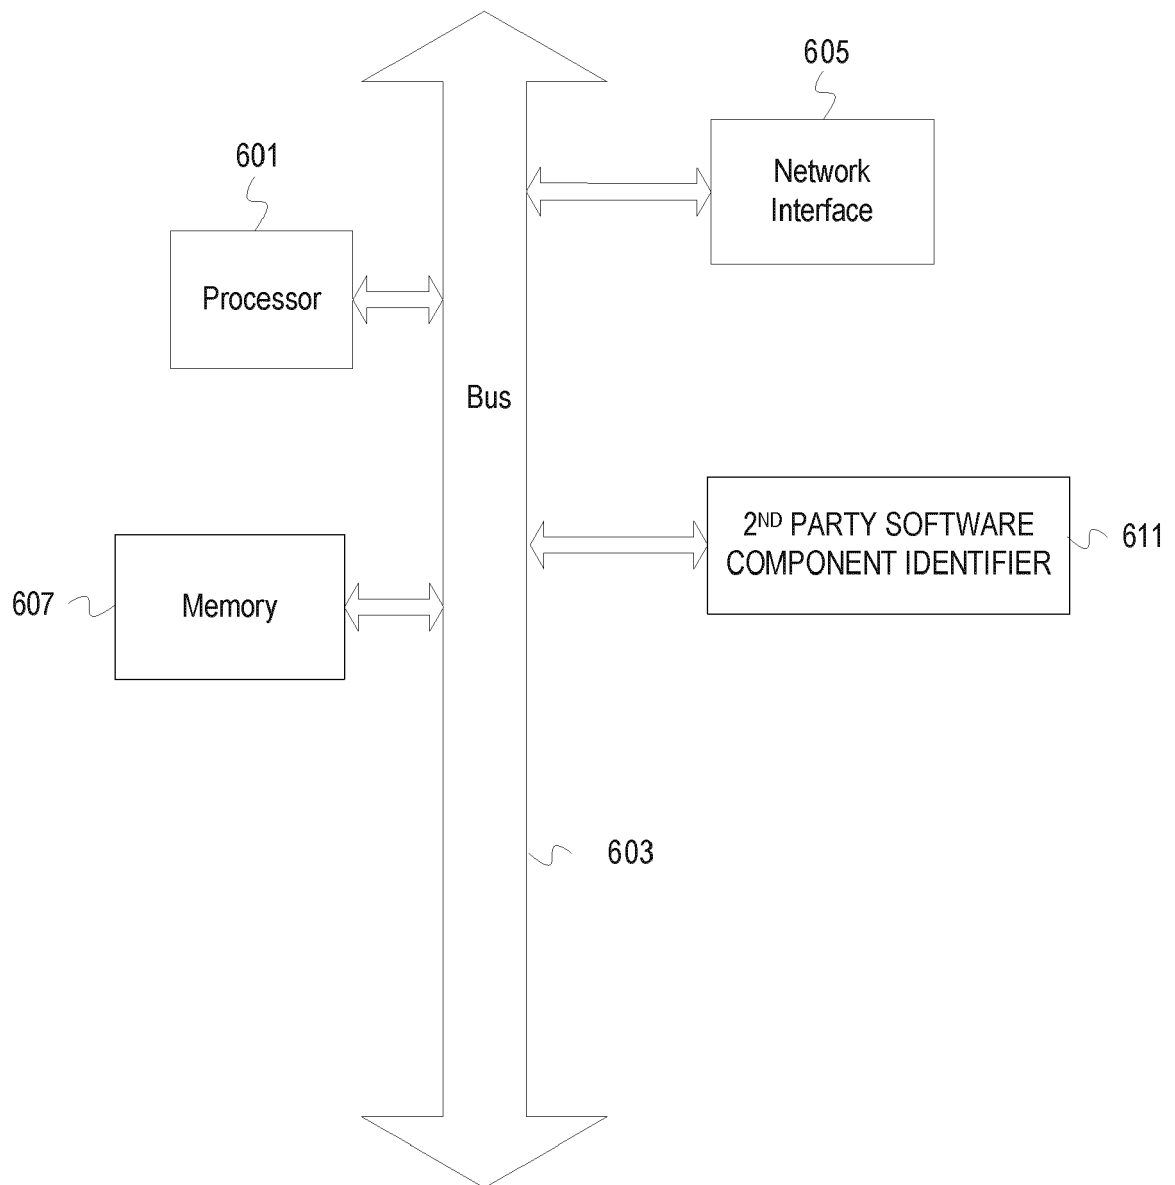 605
Network
Interface
601
Processor
Bus
2ND PARTY SOFTWARE
COMPONENT IDENTIFIER
611
607
Memory
603